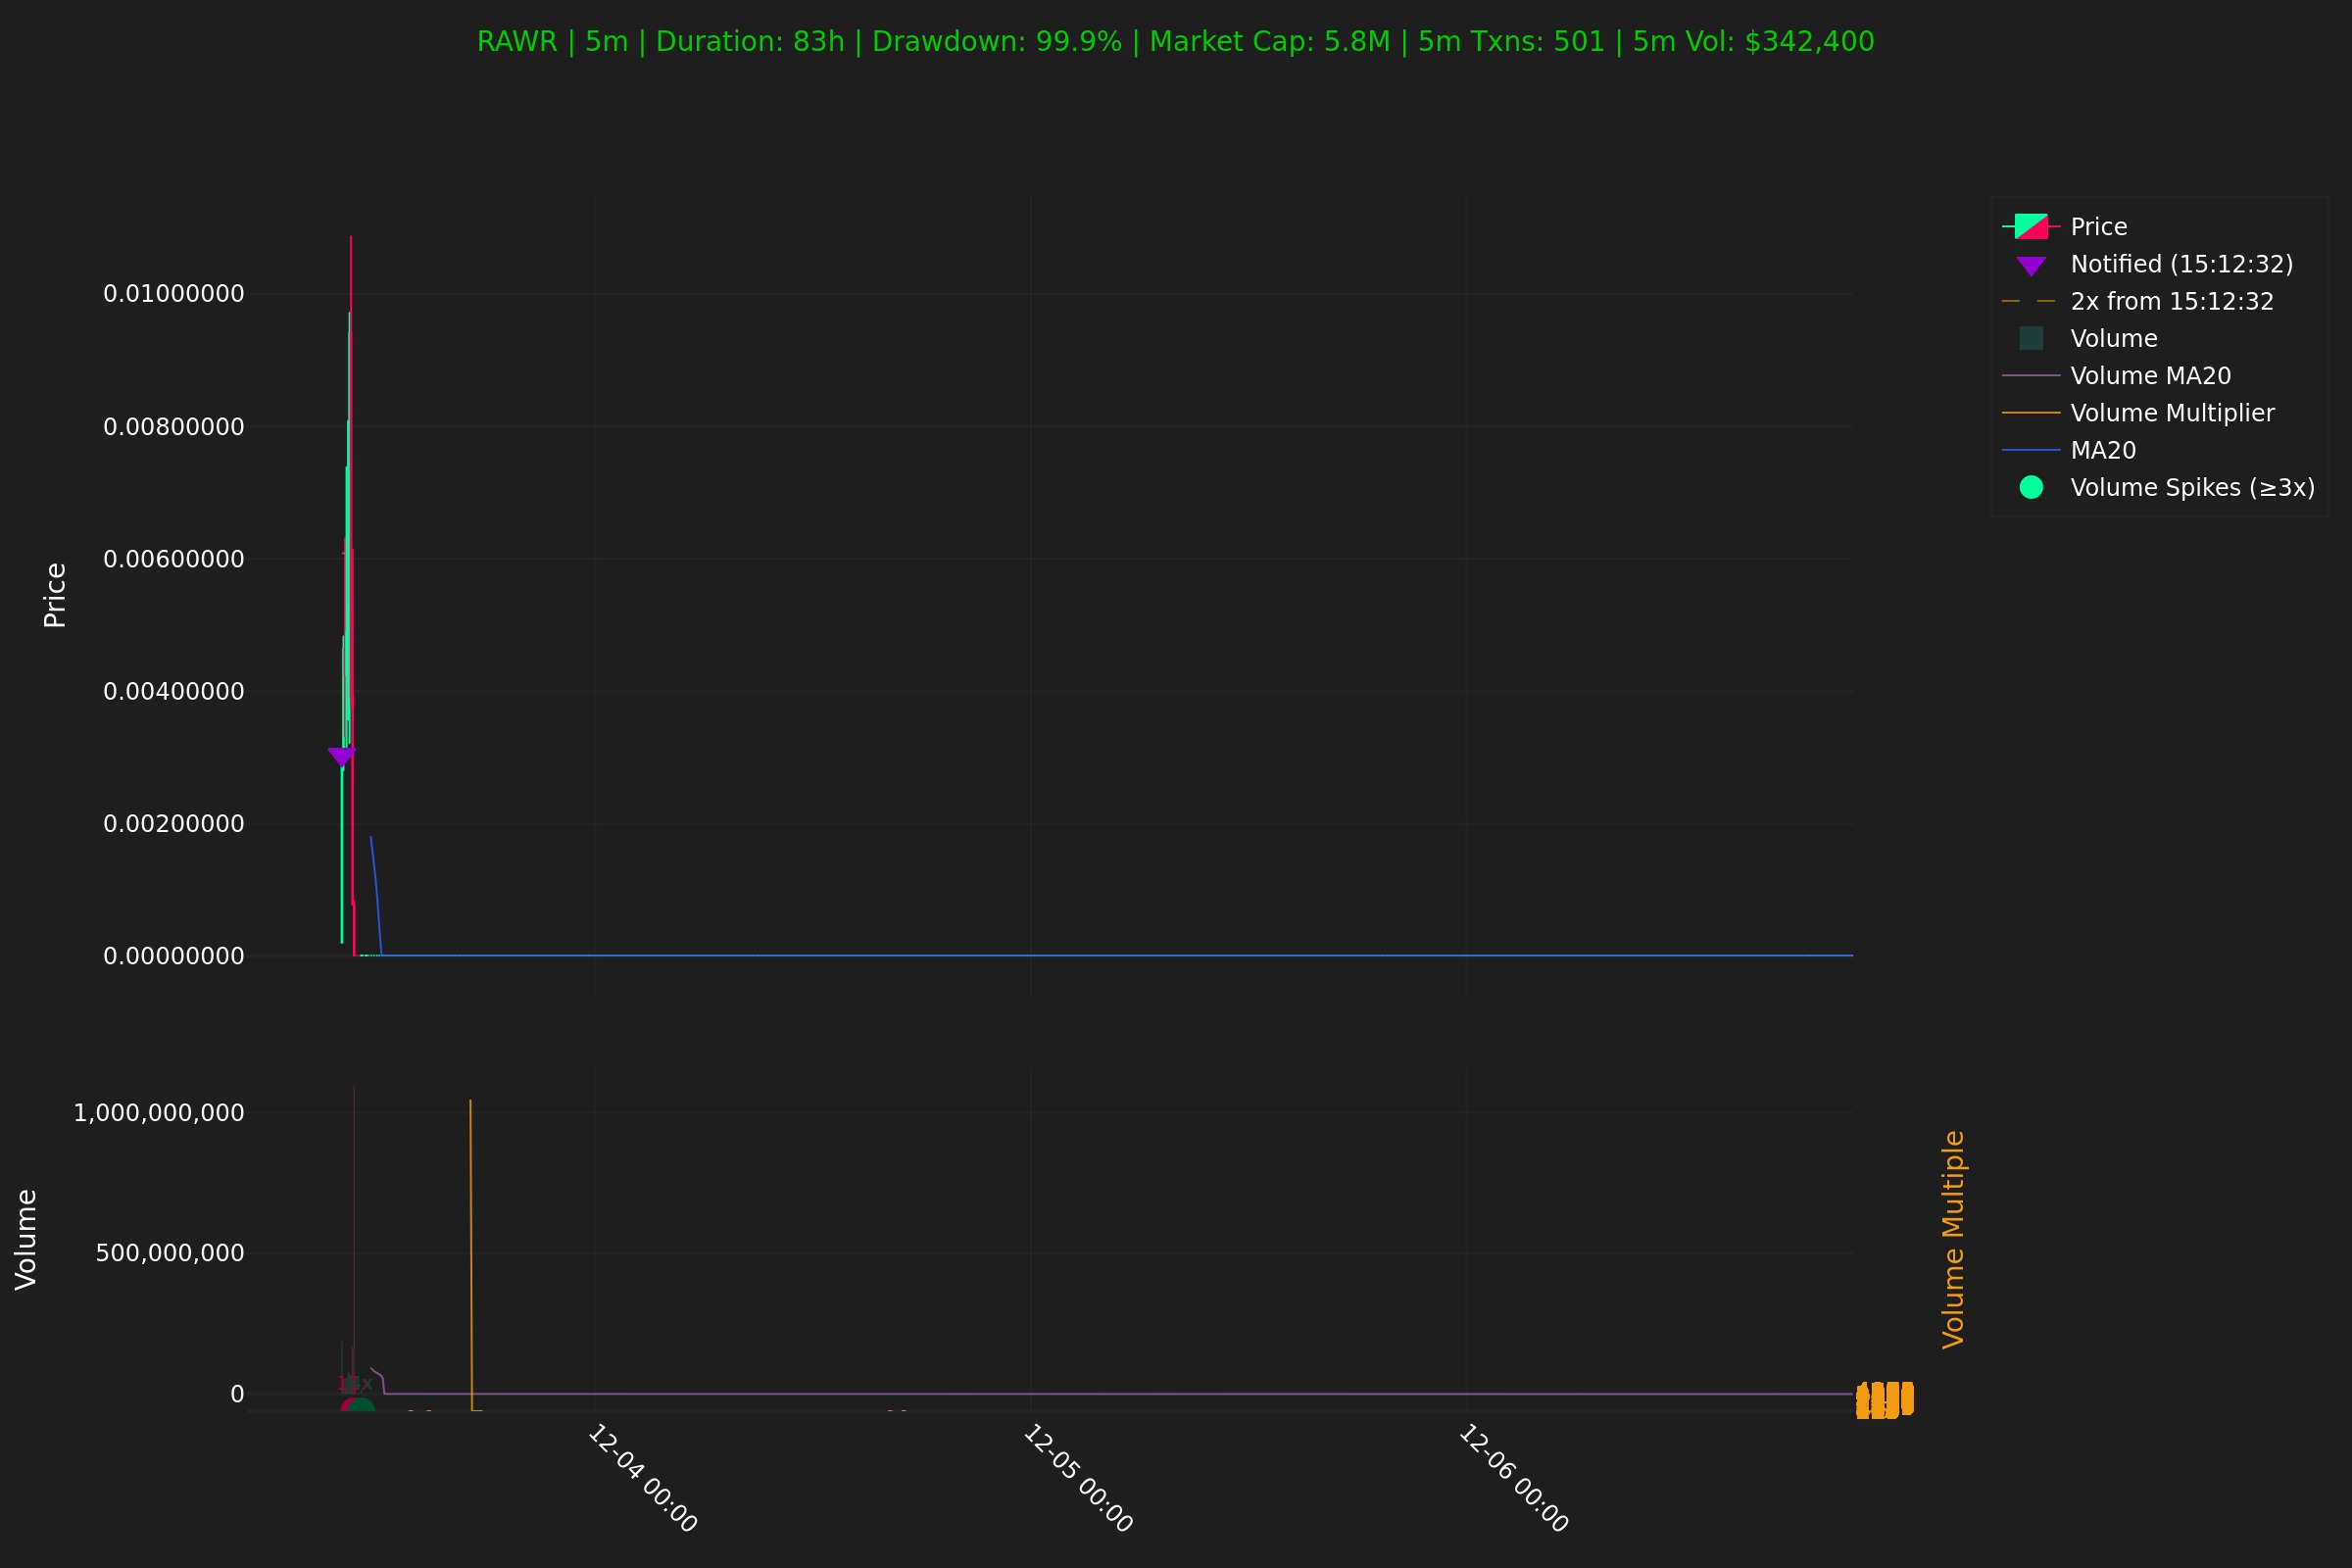 RAWR | 5m | Duration: 83h | Drawdown: 99.9% | Market Cap: 5.8M | 5m Txns: 501 | 5m Vol: $342,400
Price
Notified (15:12:32)
2x from 15:12:32
Volume
Volume MA20
Volume Multiplier
MA20
Volume Spikes (≥3x)
Price
0.01000000
0.00800000
0.00600000
0.00400000
0.00200000
0.00000000
Volume
1,000,000,000
500,000,000
0
Volume Multiple
12-04 00:00
12-05 00:00
12-06 00:00